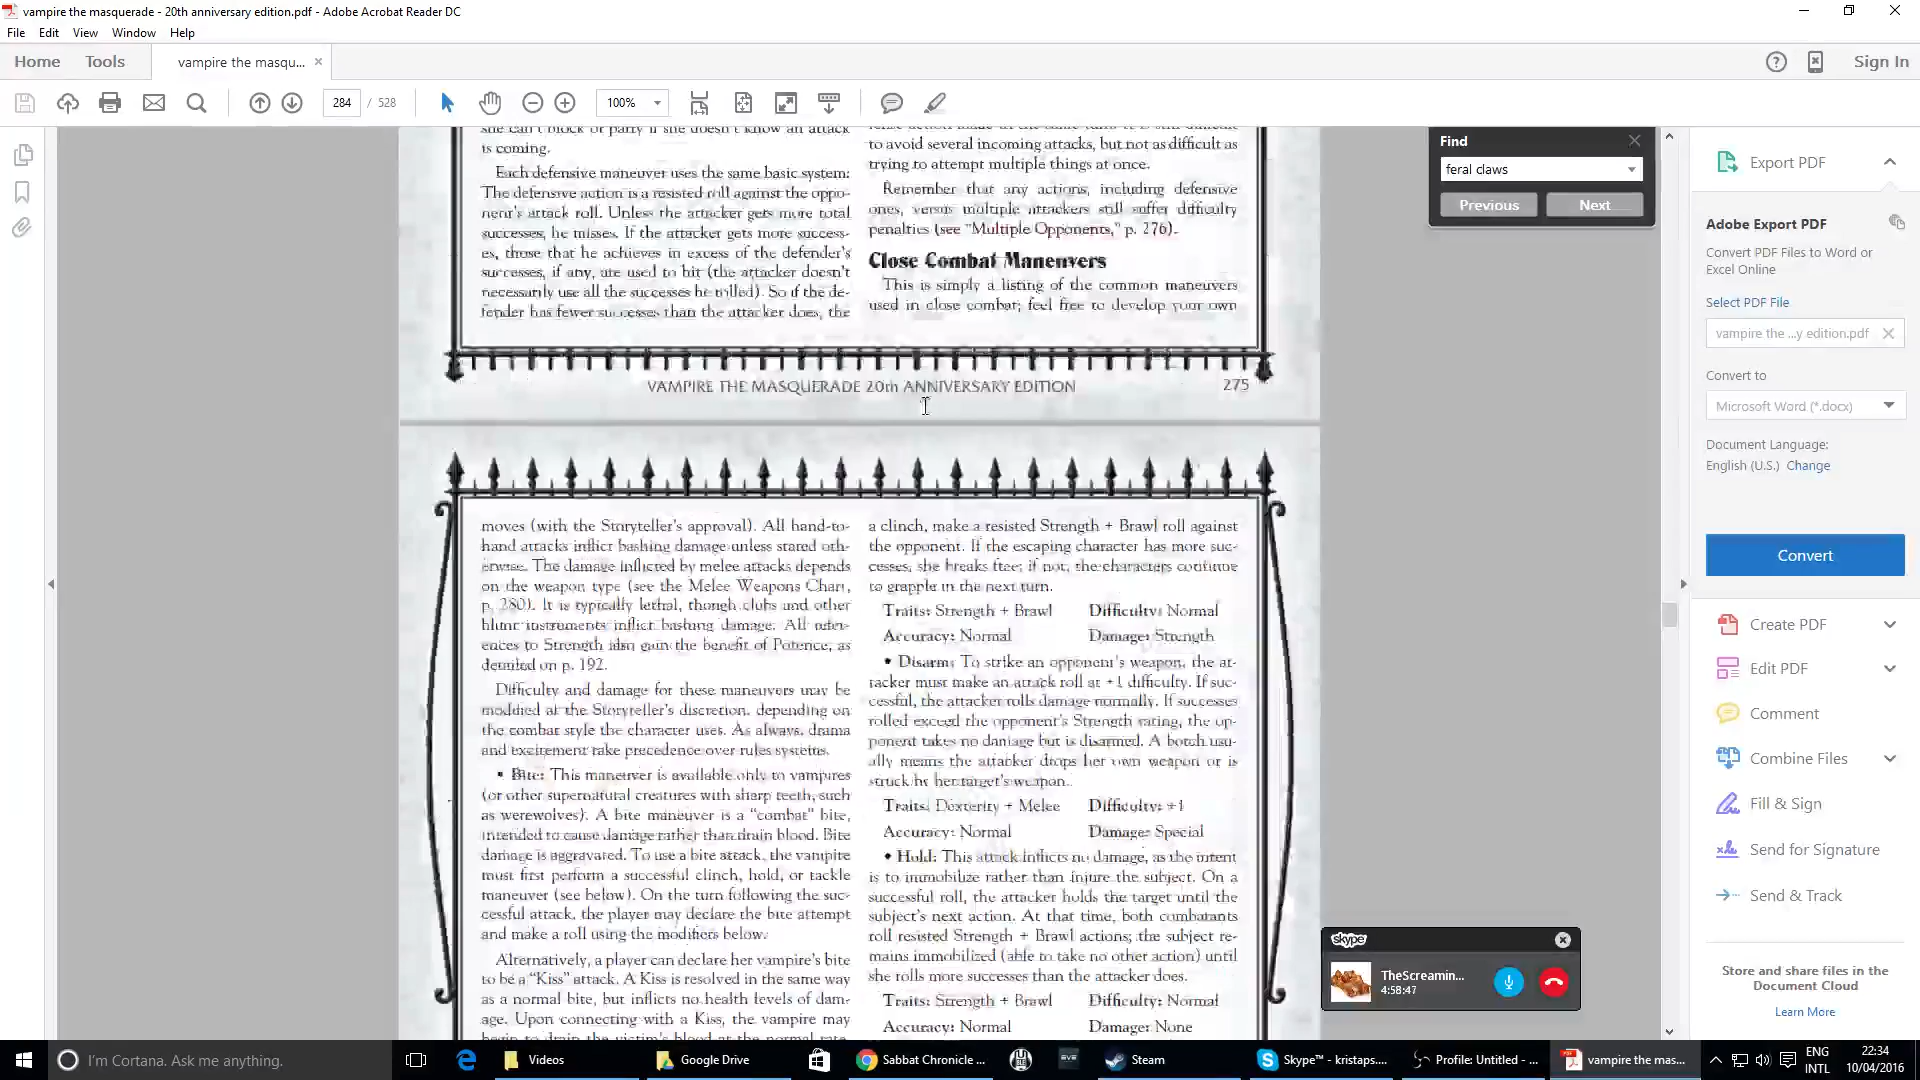 vampire the masquerade - 20th anniversary edition.pdf - Adobe Acrobat Reader DC
File Edit View Window Help
Home Tools vampire the masqu... Sign In
284 / 528 100%
she can't block or parry if she doesn't know an attack
is coming.
Each defensive maneuver uses the same basic system:
The defensive action is a resisted roll against the oppo-
nent's attack roll. Unless the attacker gets more total
successes, he misses. If the attacker gets more success-
es, those that he achieves in excess of the defender's
successes, if any, are used to hit (the attacker doesn't
necessarily use all the successes he rolled). So if the de-
fender has fewer successes than the attacker does, the
fense action made at the same turn. It is still difficult
to avoid several incoming attacks, but not as difficult as
trying to attempt multiple things at once.
Remember that any actions, including defensive
ones, versus multiple attackers still suffer difficulty
penalties (see "Multiple Opponents," p. 276).
Close Combat Maneuvers
This is simply a listing of the common maneuvers
used in close combat; feel free to develop your own
VAMPIRE THE MASQUERADE 20th ANNIVERSARY EDITION
275
moves (with the Storyteller's approval). All hand-to-
hand attacks inflict bashing damage unless stared oth-
erwise. The damage inflicted by melee attacks depends
on the weapon type (see the Melee Weapons Chart,
p. 280). It is typically lethal, though clubs and other
blunt instruments inflict bashing damage. All refer-
ences to Strength also gain the benefit of Potence, as
detailed on p. 192.
Difficulty and damage for these maneuvers may be
modified at the Storyteller's discretion, depending on
the combat style the character uses. As always, drama
and excitement take precedence over rules systems.
• Bite: This maneuver is available only to vampires
(or other supernatural creatures with sharp teeth, such
as werewolves). A bite maneuver is a "combat" bite,
intended to cause damage rather than drain blood. Bite
damage is aggravated. To use a bite attack, the vampire
must first perform a successful clinch, hold, or tackle
maneuver (see below). On the turn following the suc-
cessful attack, the player may declare the bite attempt
and make a roll using the modifiers below.
Alternatively, a player can declare her vampire's bite
to be a "Kiss" attack. A Kiss is resolved in the same way
as a normal bite, but inflicts no health levels of dam-
age. Upon connecting with a Kiss, the vampire may
begin to drain the victim's blood at the normal rate,
a clinch, make a resisted Strength + Brawl roll against
the opponent. If the escaping character has more suc-
cesses, she breaks free; if not, the characters continue
to grapple in the next turn.
Traits: Strength + Brawl Difficulty: Normal
Accuracy: Normal Damage: Strength
• Disarm: To strike an opponent's weapon, the at-
tacker must make an attack roll at +1 difficulty. If suc-
cessful, the attacker rolls damage normally. If successes
rolled exceed the opponent's Strength rating, the op-
ponent takes no damage but is disarmed. A botch usu-
ally means the attacker drops her own weapon or is
struck by her target's weapon.
Traits: Dexterity + Melee Difficulty: +1
Accuracy: Normal Damage: Special
• Hold: This attack inflicts no damage, as the intent
is to immobilize rather than injure the subject. On a
successful roll, the attacker holds the target until the
subject's next action. At that time, both combatants
roll resisted Strength + Brawl actions; the subject re-
mains immobilized (able to take no other action) until
she rolls more successes than the attacker does.
Traits: Strength + Brawl Difficulty: Normal
Accuracy: Normal Damage: None
Find
feral claws
Previous Next
Export PDF
Adobe Export PDF
Convert PDF Files to Word or
Excel Online
Select PDF File
vampire the ...y edition.pdf
Convert to
Microsoft Word (*.docx)
Document Language:
English (U.S.) Change
Convert
Create PDF
Edit PDF
Comment
Combine Files
Fill & Sign
Send for Signature
Send & Track
Store and share files in the
Document Cloud
Learn More
skype
TheScreamin...
4:58:47
I'm Cortana. Ask me anything.
Videos
Google Drive
Sabbat Chronicle ...
EVE
Steam
Skype™ - kristaps....
Profile: Untitled - ...
vampire the mas...
ENG
INTL
22:34
10/04/2016